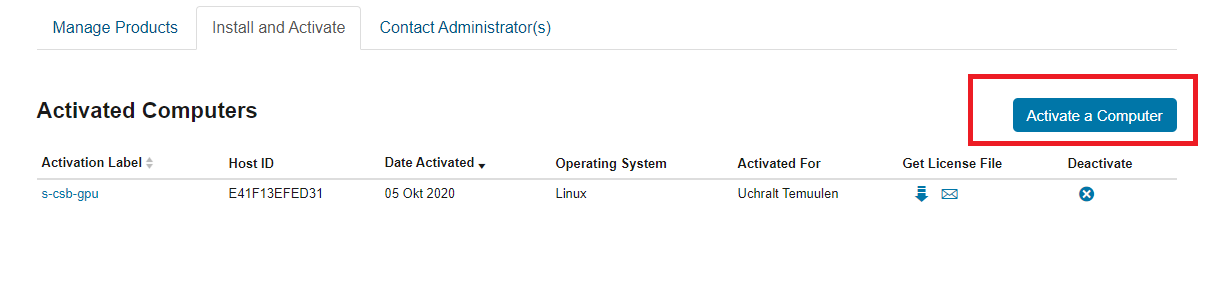 Manage Products Install and Activate Contact Administrator(s)
Activated Computers
Activate a Computer
Activation Label Host ID Date Activated Operating System Activated For Get License File Deactivate
s-csb-gpu E41F13EFED31 05 Okt 2020 Linux Uchralt Temuulen